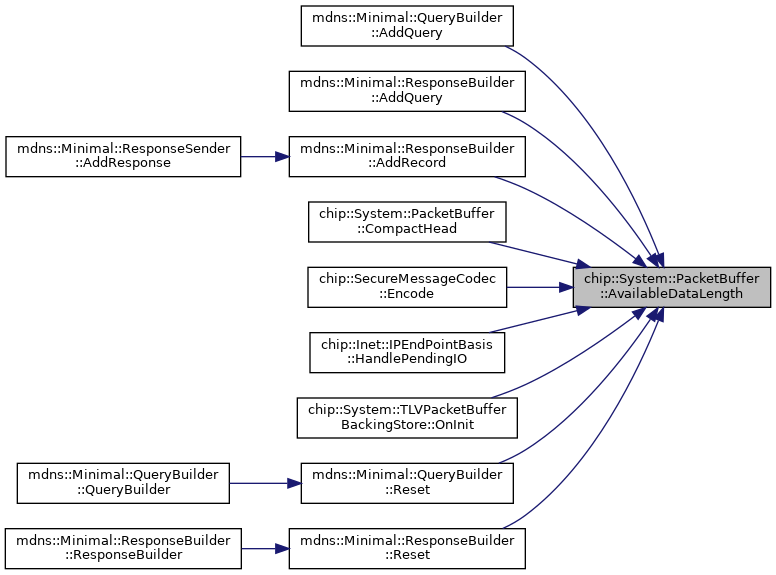 mdns::Minimal::QueryBuilder
::AddQuery
mdns::Minimal::ResponseBuilder
::AddQuery
mdns::Minimal::ResponseSender
::AddResponse
mdns::Minimal::ResponseBuilder
::AddRecord
chip::System::PacketBuffer
::CompactHead
chip::System::PacketBuffer
::AvailableDataLength
chip::SecureMessageCodec
::Encode
chip::Inet::IPEndPointBasis
::HandlePendingIO
chip::System::TLVPacketBuffer
BackingStore::OnInit
mdns::Minimal::QueryBuilder
::QueryBuilder
mdns::Minimal::QueryBuilder
::Reset
mdns::Minimal::ResponseBuilder
::ResponseBuilder
mdns::Minimal::ResponseBuilder
::Reset